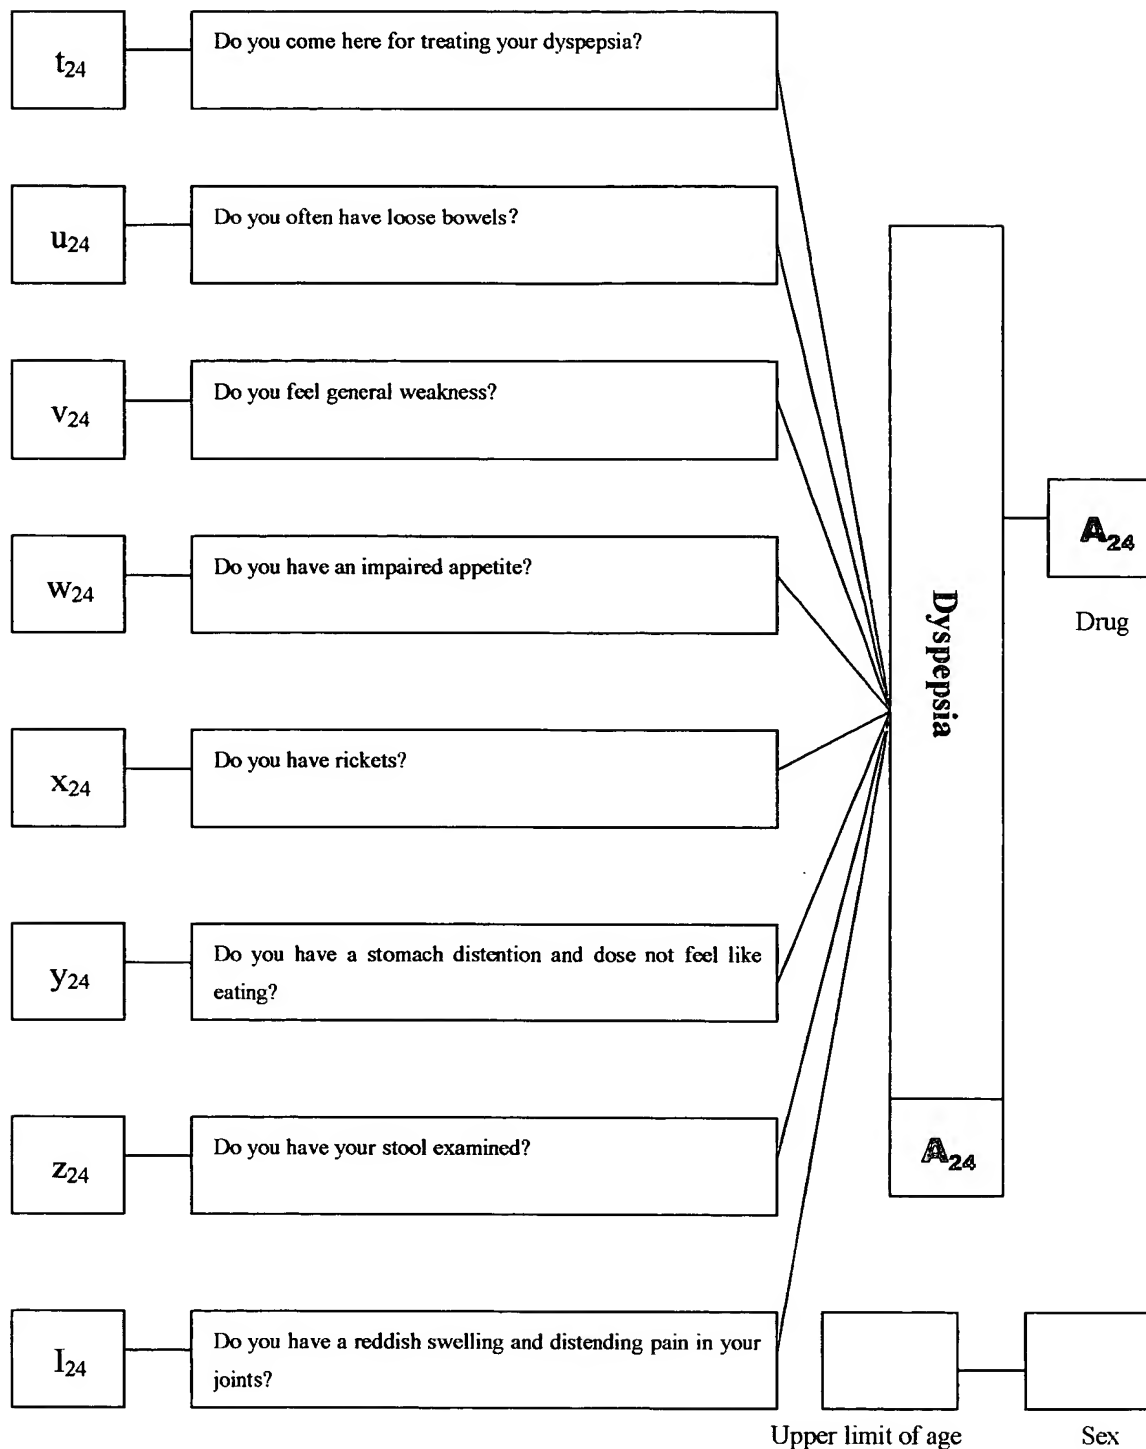 t24
Do you come here for treating your dyspepsia?
u24
Do you often have loose bowels?
v24
Do you feel general weakness?
w24
Do you have an impaired appetite?
x24
Do you have rickets?
y24
Do you have a stomach distention and dose not feel like
eating?
z24
Do you have your stool examined?
I24
Do you have a reddish swelling and distending pain in your
joints?
Dyspepsia
A24
A24
Drug
Upper limit of age
Sex